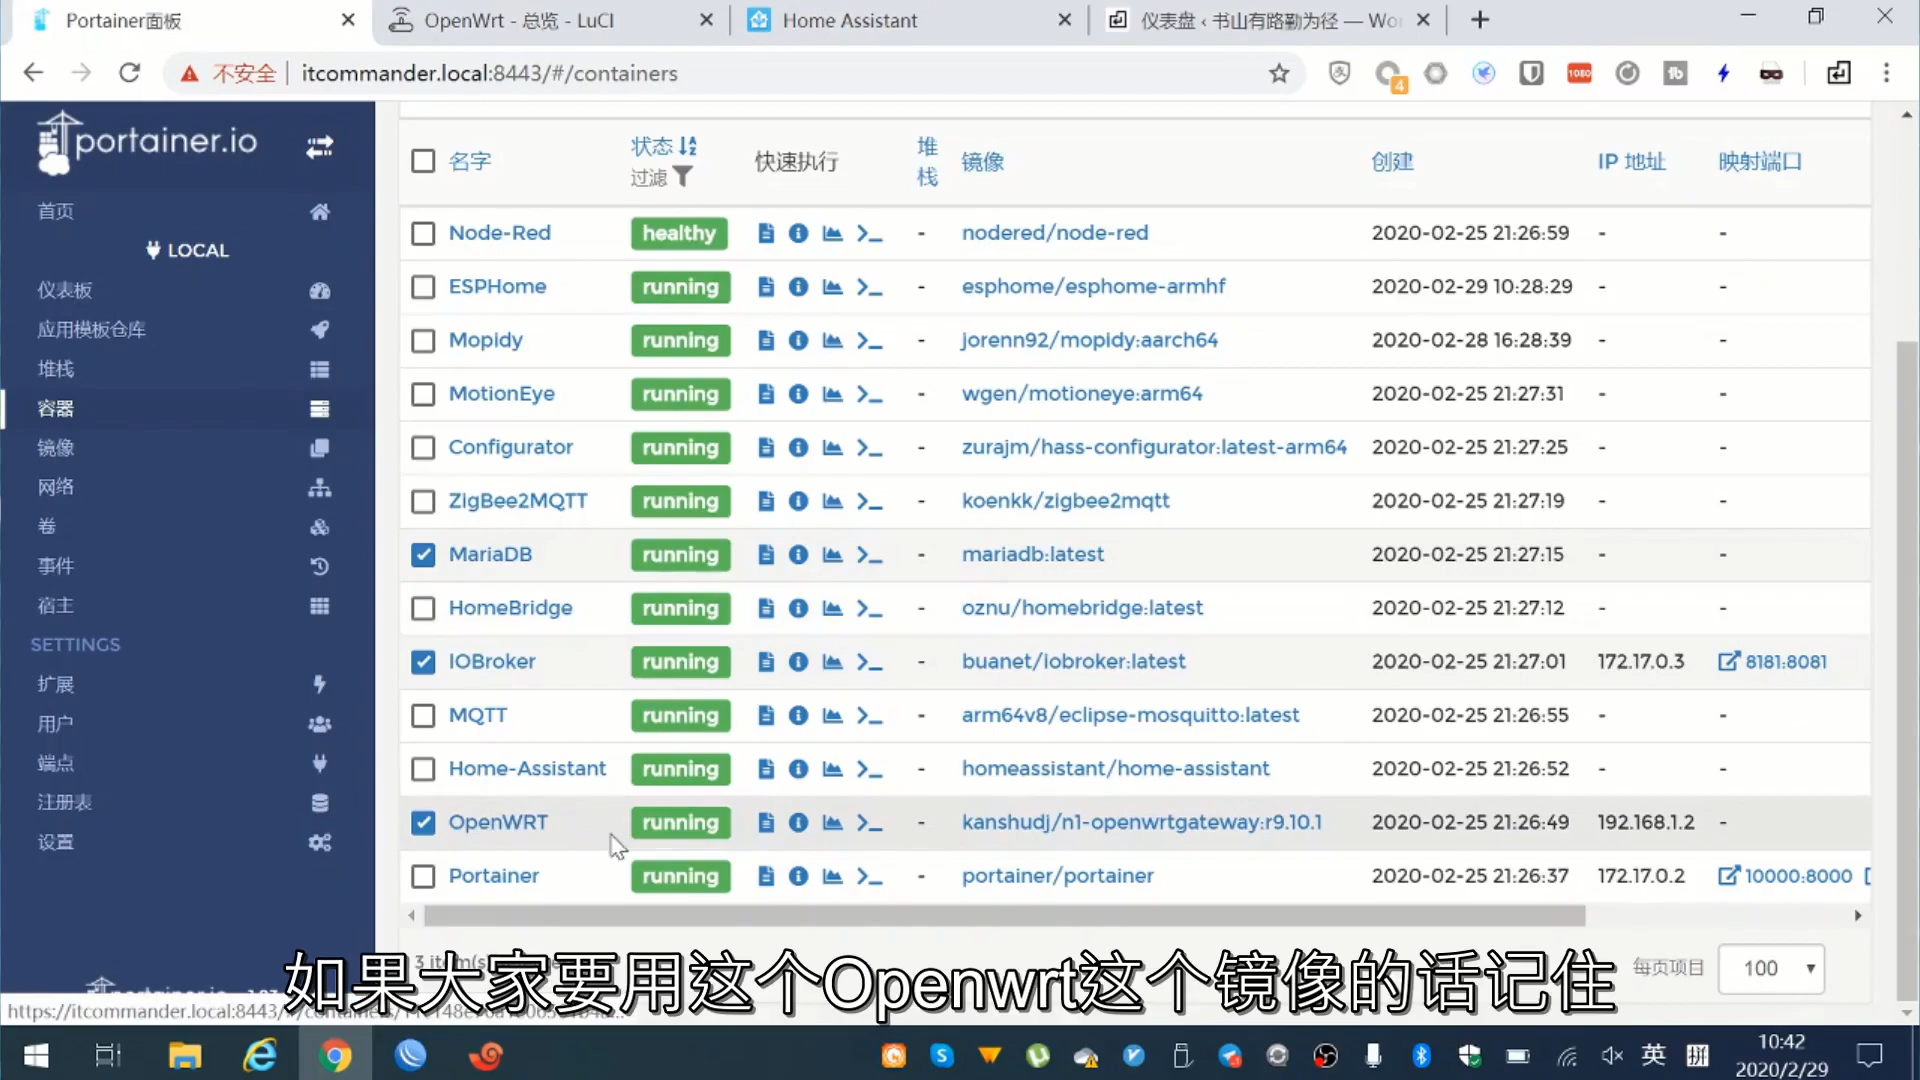 Portainer面板
OpenWrt - 总览 - LuCI
Home Assistant
仪表盘 ‹ 书山有路勤为径 — Wo
不安全
itcommander.local:8443/#/containers
4
1080
portainer.io
首页
LOCAL
仪表板
应用模板仓库
堆栈
容器
镜像
网络
卷
事件
宿主
SETTINGS
扩展
用户
端点
注册表
设置
名字 状态 过滤 快速执行 堆栈 镜像 创建 IP 地址 映射端口
Node-Red healthy - nodered/node-red 2020-02-25 21:26:59 - -
ESPHome running - esphome/esphome-armhf 2020-02-29 10:28:29 - -
Mopidy running - jorenn92/mopidy:aarch64 2020-02-28 16:28:39 - -
MotionEye running - wgen/motioneye:arm64 2020-02-25 21:27:31 - -
Configurator running - zurajm/hass-configurator:latest-arm64 2020-02-25 21:27:25 - -
ZigBee2MQTT running - koenkk/zigbee2mqtt 2020-02-25 21:27:19 - -
MariaDB running - mariadb:latest 2020-02-25 21:27:15 - -
HomeBridge running - oznu/homebridge:latest 2020-02-25 21:27:12 - -
IOBroker running - buanet/iobroker:latest 2020-02-25 21:27:01 172.17.0.3 8181:8081
MQTT running - arm64v8/eclipse-mosquitto:latest 2020-02-25 21:26:55 - -
Home-Assistant running - homeassistant/home-assistant 2020-02-25 21:26:52 - -
OpenWRT running - kanshudj/n1-openwrtgateway:r9.10.1 2020-02-25 21:26:49 192.168.1.2 -
Portainer running - portainer/portainer 2020-02-25 21:26:37 172.17.0.2 10000:8000
每页项目 100
如果大家要用这个Openwrt这个镜像的话记住
英
拼
10:42
2020/2/29